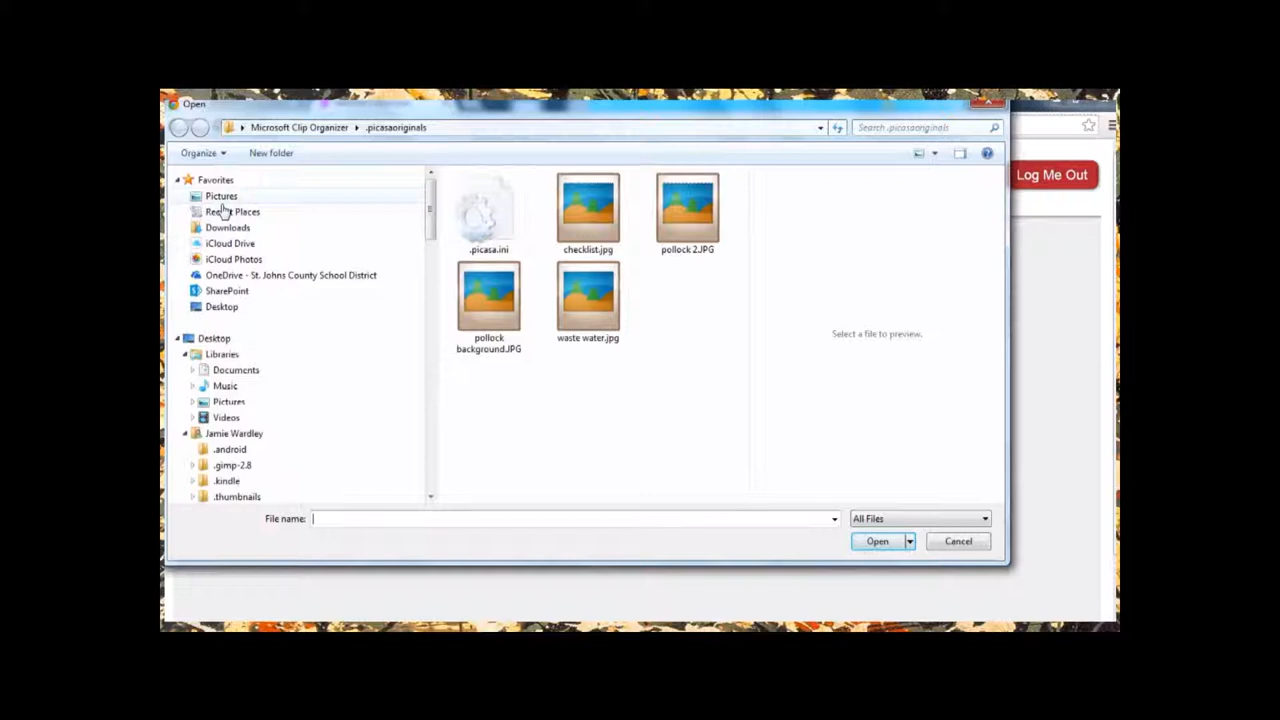 Open
Microsoft Clip Organizer
.picasaoriginals
Search .picasaoriginals
Organize
New folder
Log Me Out
Favorites
Pictures
Recent Places
Downloads
iCloud Drive
iCloud Photos
OneDrive - St. Johns County School District
SharePoint
Desktop
Desktop
Libraries
Documents
Music
Pictures
Videos
Jamie Wardley
.android
.gimp-2.8
.kindle
.thumbnails
.picasa.ini
checklist.jpg
pollock 2.JPG
pollock
background.JPG
waste water.jpg
Select a file to preview.
File name:
All Files
Open
Cancel